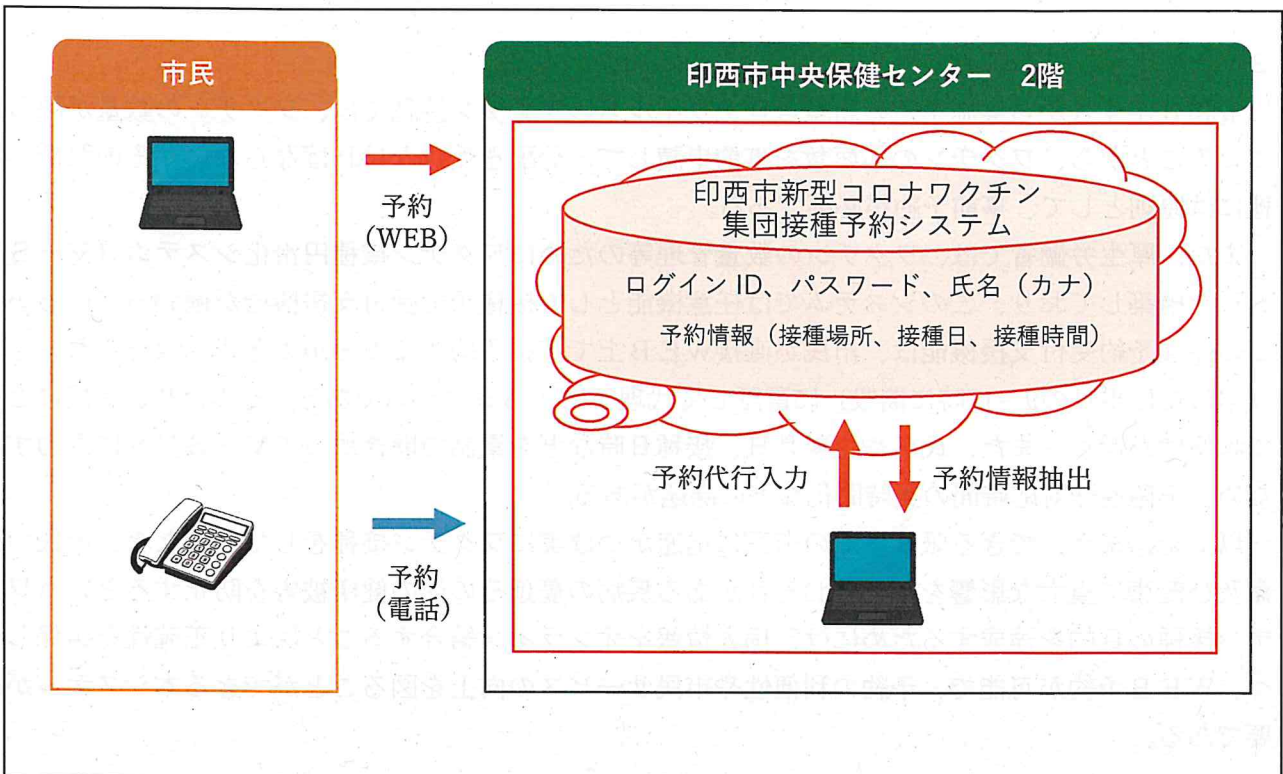 市民
印西市中央保健センター 2階
予約
(WEB)
印西市新型コロナワクチン
集団接種予約システム
ログイン ID、パスワード、氏名(カナ)
予約情報(接種場所、接種日、接種時間)
予約代行入力
予約情報抽出
予約
(電話)